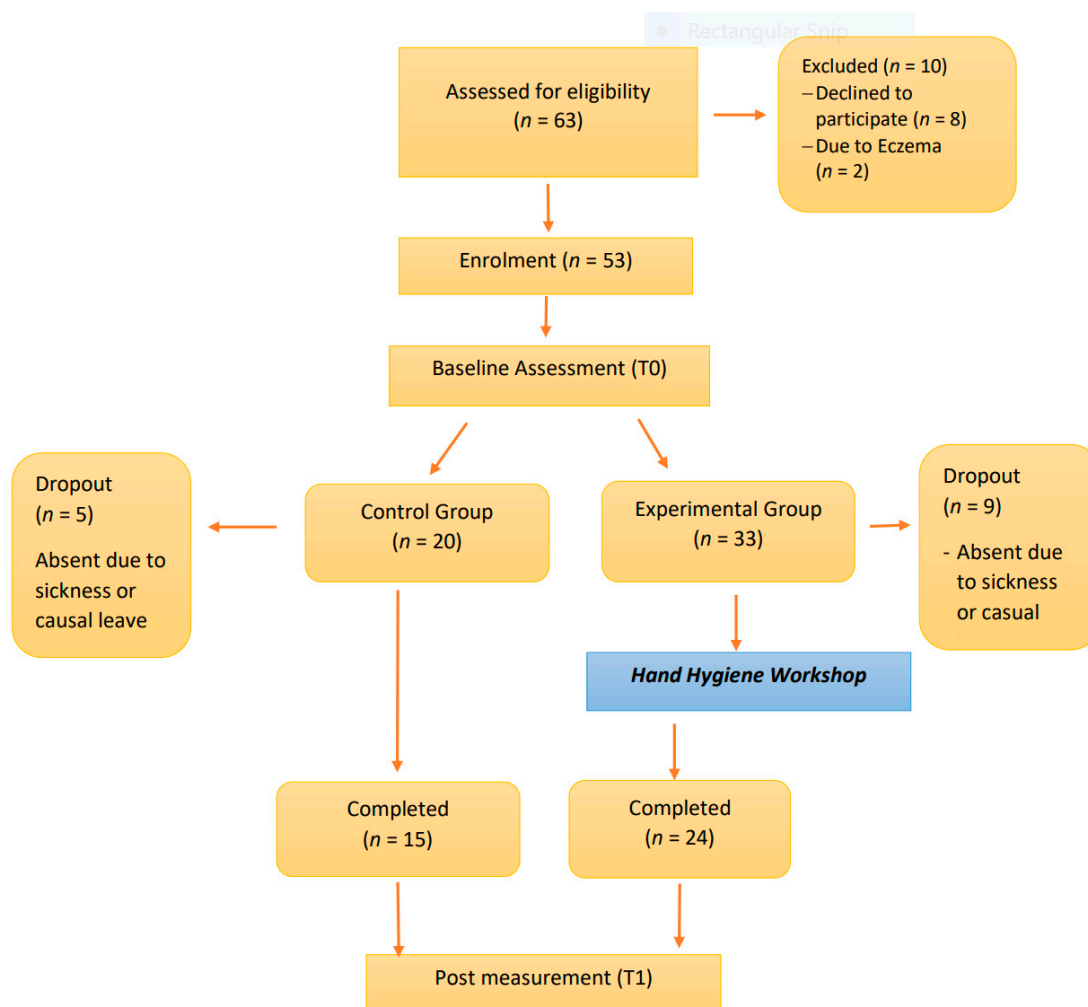 Rectangular Snip
Assessed for eligibility
(n = 63)
Excluded (n = 10)
–Declined to
participate (n = 8)
–Due to Eczema
(n = 2)
Enrolment (n = 53)
Baseline Assessment (T0)
Dropout
(n = 5)
Absent due to
sickness or
causal leave
Control Group
(n = 20)
Experimental Group
(n = 33)
Dropout
(n = 9)
- Absent due
to sickness
or casual
Hand Hygiene Workshop
Completed
(n = 15)
Completed
(n = 24)
Post measurement (T1)